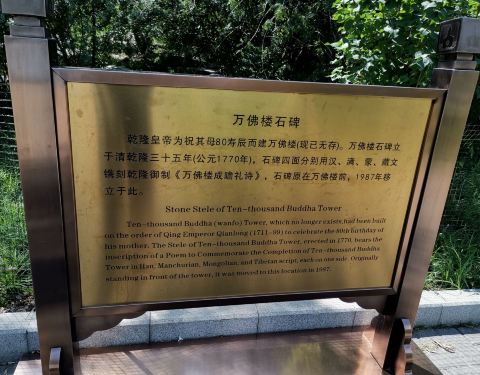 万佛楼石碑
乾隆皇帝为祝其母80寿辰而建万佛楼(现已无存)。万佛楼石碑立
于清乾隆三十五年(公元1770年), 石碑四面分别用汉、满、蒙、藏文
镌刻乾隆御制《万佛楼成瞻礼诗》, 石碑原在万佛楼前, 1987年移
立于此。
Stone Stele of Ten-thousand Buddha Tower
Ten-thousand Buddha (wanfo) Tower, which no longer exists, had been built
on the order of Qing Emperor Qianlong (1711-99) to celebrate the 80th birthday of
his mother. The Stele of Ten-thousand Buddha Tower, erected in 1770, bears the
inscription of a Poem to Commemorate the Completion of Ten-thousand Buddha
Tower in Han, Manchurian, Mongolian, and Tibetan script, each on one side. Originally
standing in front of the tower, it was moved to this location in 1987.